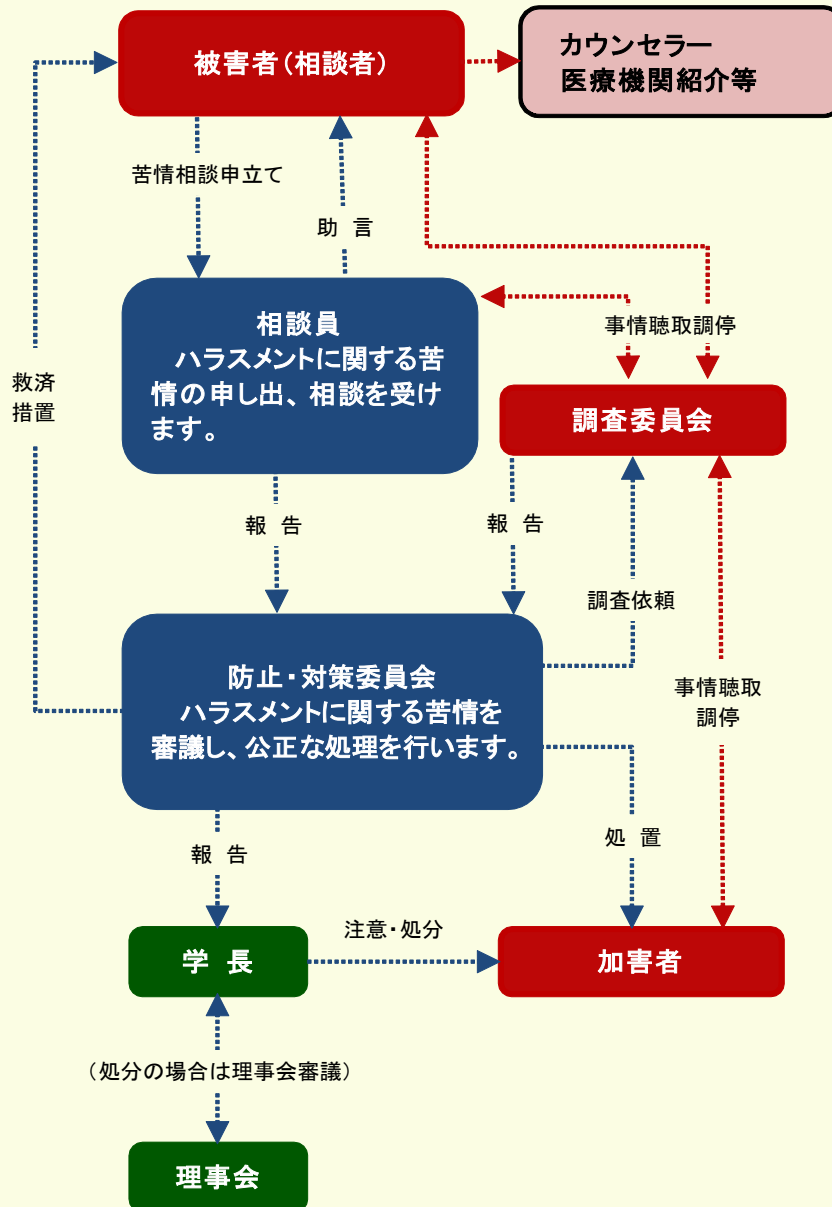 被害者（相談者）
カウンセラー
医療機関紹介等
苦情相談申立て
助 言
相談員
ハラスメントに関する苦
情の申し出、相談を受け
ます。
事情聴取調停
救済
措置
調査委員会
報 告
報 告
調査依頼
防止・対策委員会
ハラスメントに関する苦情を
審議し、公正な処理を行います。
事情聴取
調停
処 置
報 告
学 長
注意・処分
加害者
（処分の場合は理事会審議）
理事会